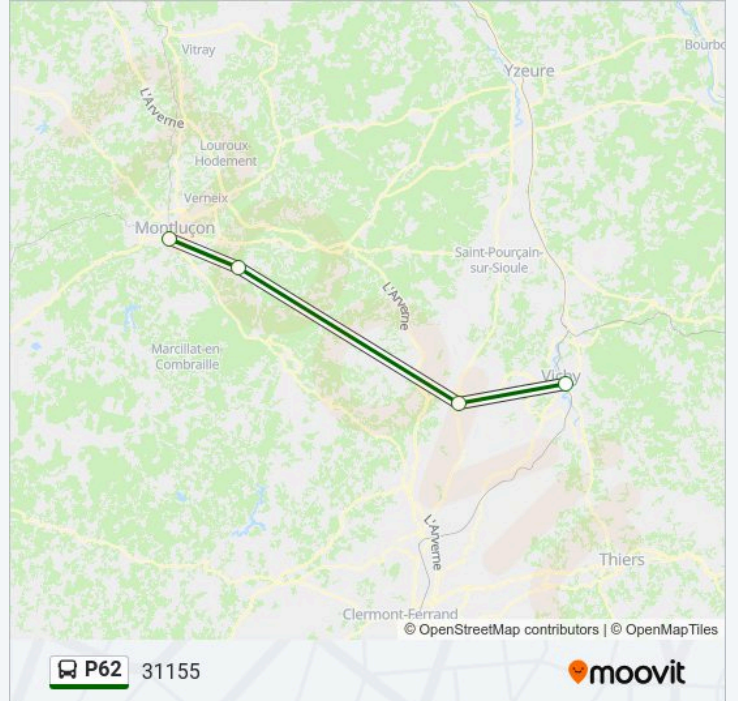 Vitray
Bourbo
Yzeure
L'Arverne
Louroux-
Hodement
Verneix
Montluçon
Saint-Pourçain-
sur-Sioule
L'Arverne
Marcillat-en-
Combraille
Vichy
L'Arverne
Thiers
Clermont-Ferrand
© OpenStreetMap contributors | © OpenMapTiles
P62 31155 moovit